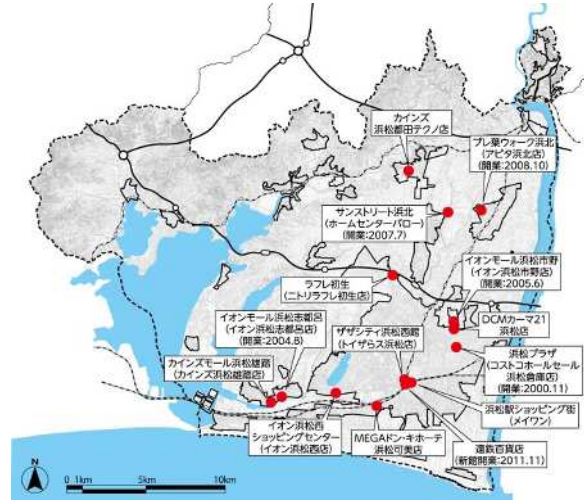 カインズ
浜松都田テクノ店
プレ葉ウォーク浜北
(アピタ浜北店)
(開業:2008.10)
サンストリート浜北
(ホームセンターバロー)
(開業:2007.7)
イオンモール浜松市野
(イオン浜松市野店)
(開業:2005.6)
ラフレ初生
(ニトリラフレ初生店)
イオンモール浜松志都呂
(イオン浜松志都呂店)
(開業:2004.8)
ザザシティ浜松西館
(トイザらス浜松店)
DCMカーマ21
浜松店
カインズモール浜松雄踏
(カインズ浜松雄踏店)
浜松プラザ
(コストコホールセール
浜松倉庫店)
(開業:2000.11)
浜松駅ショッピング街
(メイワン)
イオン浜松西
ショッピングセンター
(イオン浜松西店)
MEGAドン・キホーテ
浜松可美店
遠鉄百貨店
(新館開業:2011.11)
N
0 1km 5km 10km